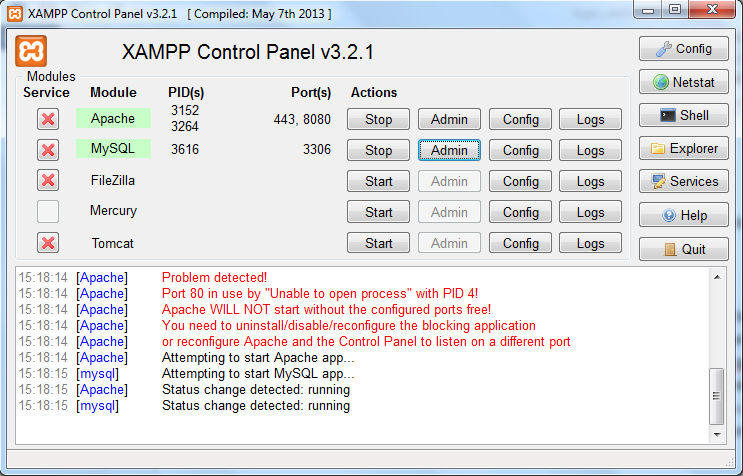 XAMPP Control Panel v3.2.1 [ Compiled: May 7th 2013 ]
XAMPP Control Panel v3.2.1
Config
Modules
Service Module PID(s) Port(s) Actions
Netstat
Apache 3152 3264 443, 8080 Stop Admin Config Logs
Shell
MySQL 3616 3306 Stop Admin Config Logs
Explorer
FileZilla Start Admin Config Logs
Services
Mercury Start Admin Config Logs
Help
Tomcat Start Admin Config Logs
Quit
15:18:14 [Apache] Problem detected!
15:18:14 [Apache] Port 80 in use by "Unable to open process" with PID 4!
15:18:14 [Apache] Apache WILL NOT start without the configured ports free!
15:18:14 [Apache] You need to uninstall/disable/reconfigure the blocking application
15:18:14 [Apache] or reconfigure Apache and the Control Panel to listen on a different port
15:18:14 [Apache] Attempting to start Apache app...
15:18:15 [mysql] Attempting to start MySQL app...
15:18:15 [Apache] Status change detected: running
15:18:15 [mysql] Status change detected: running